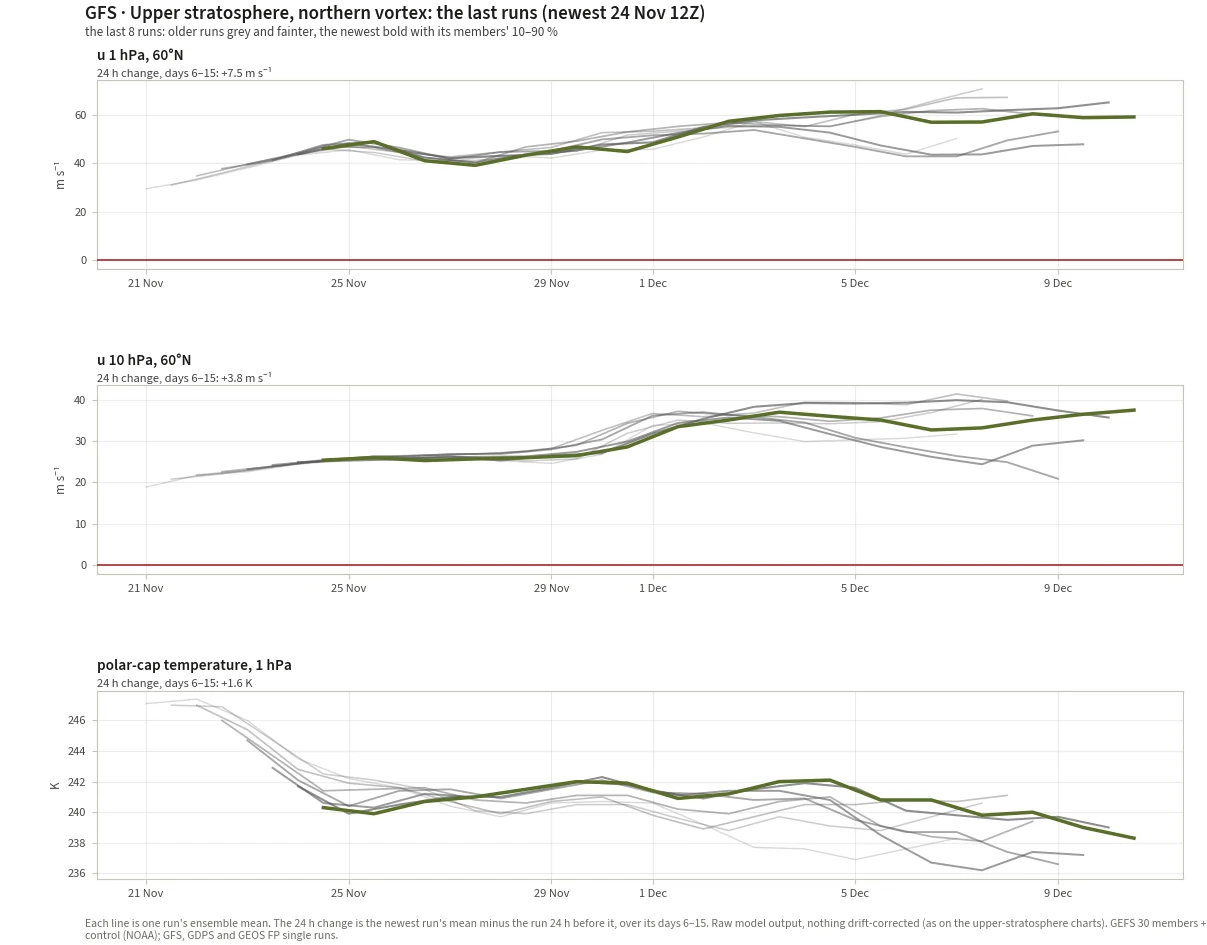 GFS · Upper stratosphere, northern vortex: the last runs (newest 24 Nov 12Z)
the last 8 runs: older runs grey and fainter, the newest bold with its members' 10–90 %
u 1 hPa, 60°N
24 h change, days 6–15: +7.5 m s⁻¹
60
40
20
0
m s⁻¹
21 Nov 25 Nov 29 Nov 1 Dec 5 Dec 9 Dec
u 10 hPa, 60°N
24 h change, days 6–15: +3.8 m s⁻¹
40
30
20
10
0
m s⁻¹
21 Nov 25 Nov 29 Nov 1 Dec 5 Dec 9 Dec
polar-cap temperature, 1 hPa
24 h change, days 6–15: +1.6 K
246
244
242
240
238
236
K
21 Nov 25 Nov 29 Nov 1 Dec 5 Dec 9 Dec
Each line is one run's ensemble mean. The 24 h change is the newest run's mean minus the run 24 h before it, over its days 6–15. Raw model output, nothing drift-corrected (as on the upper-stratosphere charts). GEFS 30 members +
control (NOAA); GFS, GDPS and GEOS FP single runs.